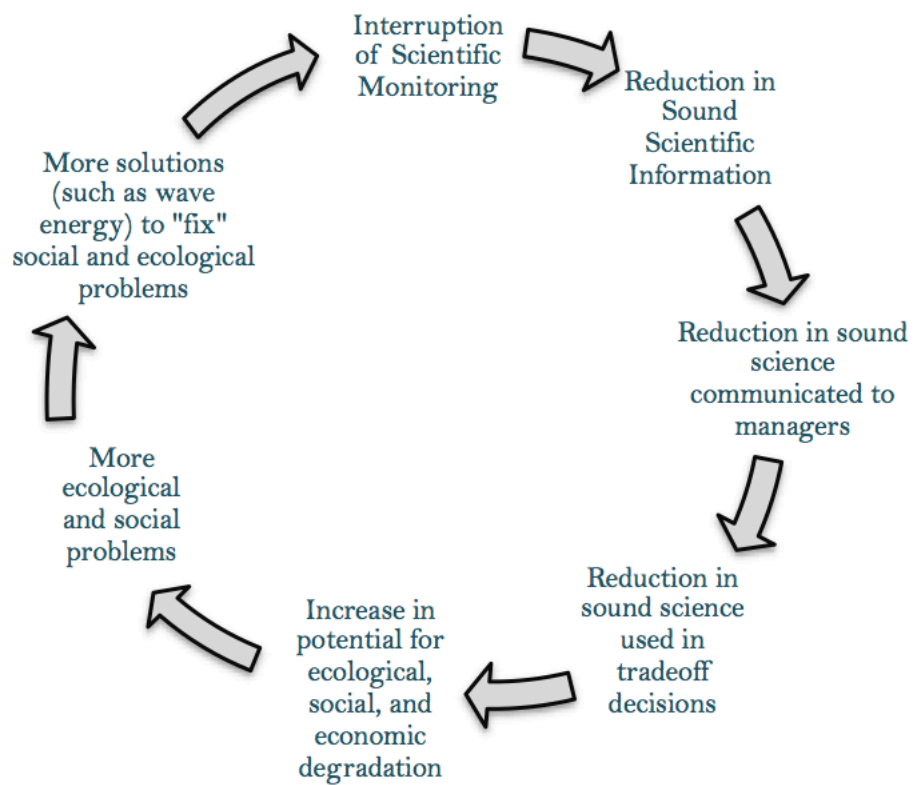 Interruption
of Scientific
Monitoring
Reduction in
Sound
Scientific
Information
Reduction in sound
science
communicated to
managers
Reduction in
sound science
used in
tradeoff
decisions
Increase in
potential for
ecological,
social, and
economic
degradation
More
ecological
and social
problems
More solutions
(such as wave
energy) to "fix"
social and ecological
problems